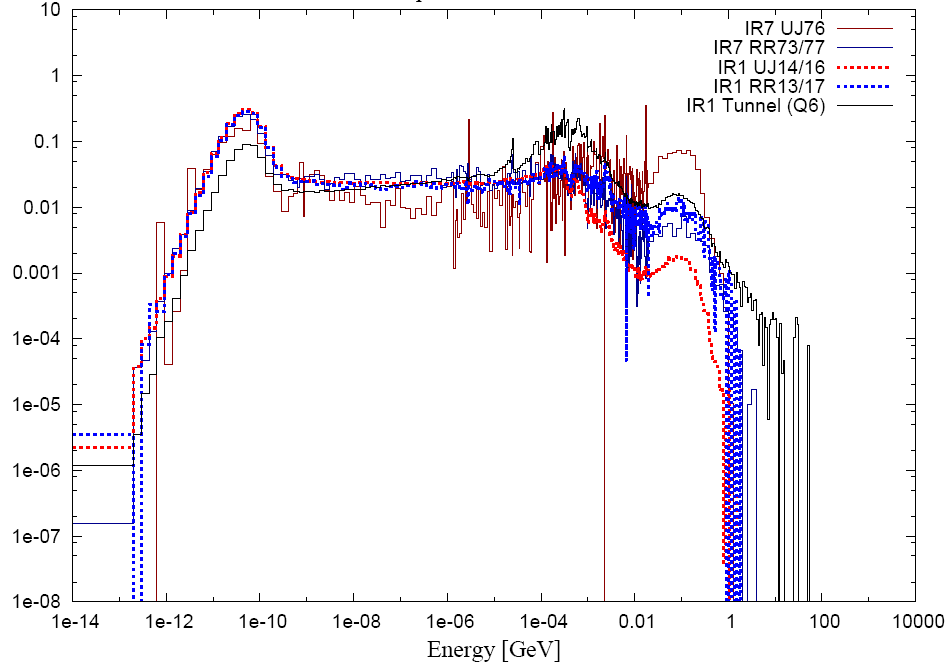 10
1
0.1
0.01
0.001
1e-04
1e-05
1e-06
1e-07
1e-08
IR7 UJ76
IR7 RR73/77
IR1 UJ14/16
IR1 RR13/17
IR1 Tunnel (Q6)
1e-14 1e-12 1e-10 1e-08 1e-06 1e-04 0.01 1 100 10000
Energy [GeV]